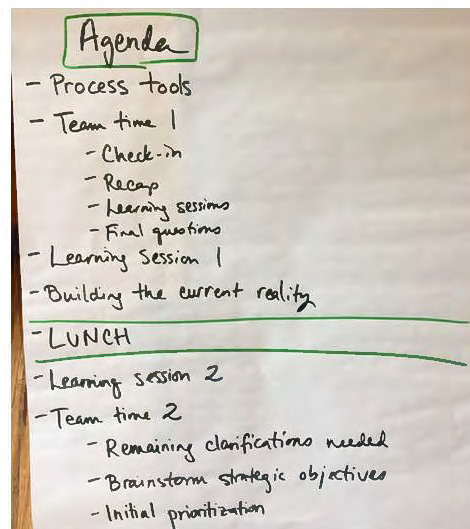 Agenda
- Process tools
- Team time 1
- Check-in
- Recap
- Learning sessions
- Final questions
- Learning Session 1
- Building the current reality
- LUNCH
- Learning session 2
- Team time 2
- Remaining clarifications needed
- Brainstorm strategic objectives
- Initial prioritization